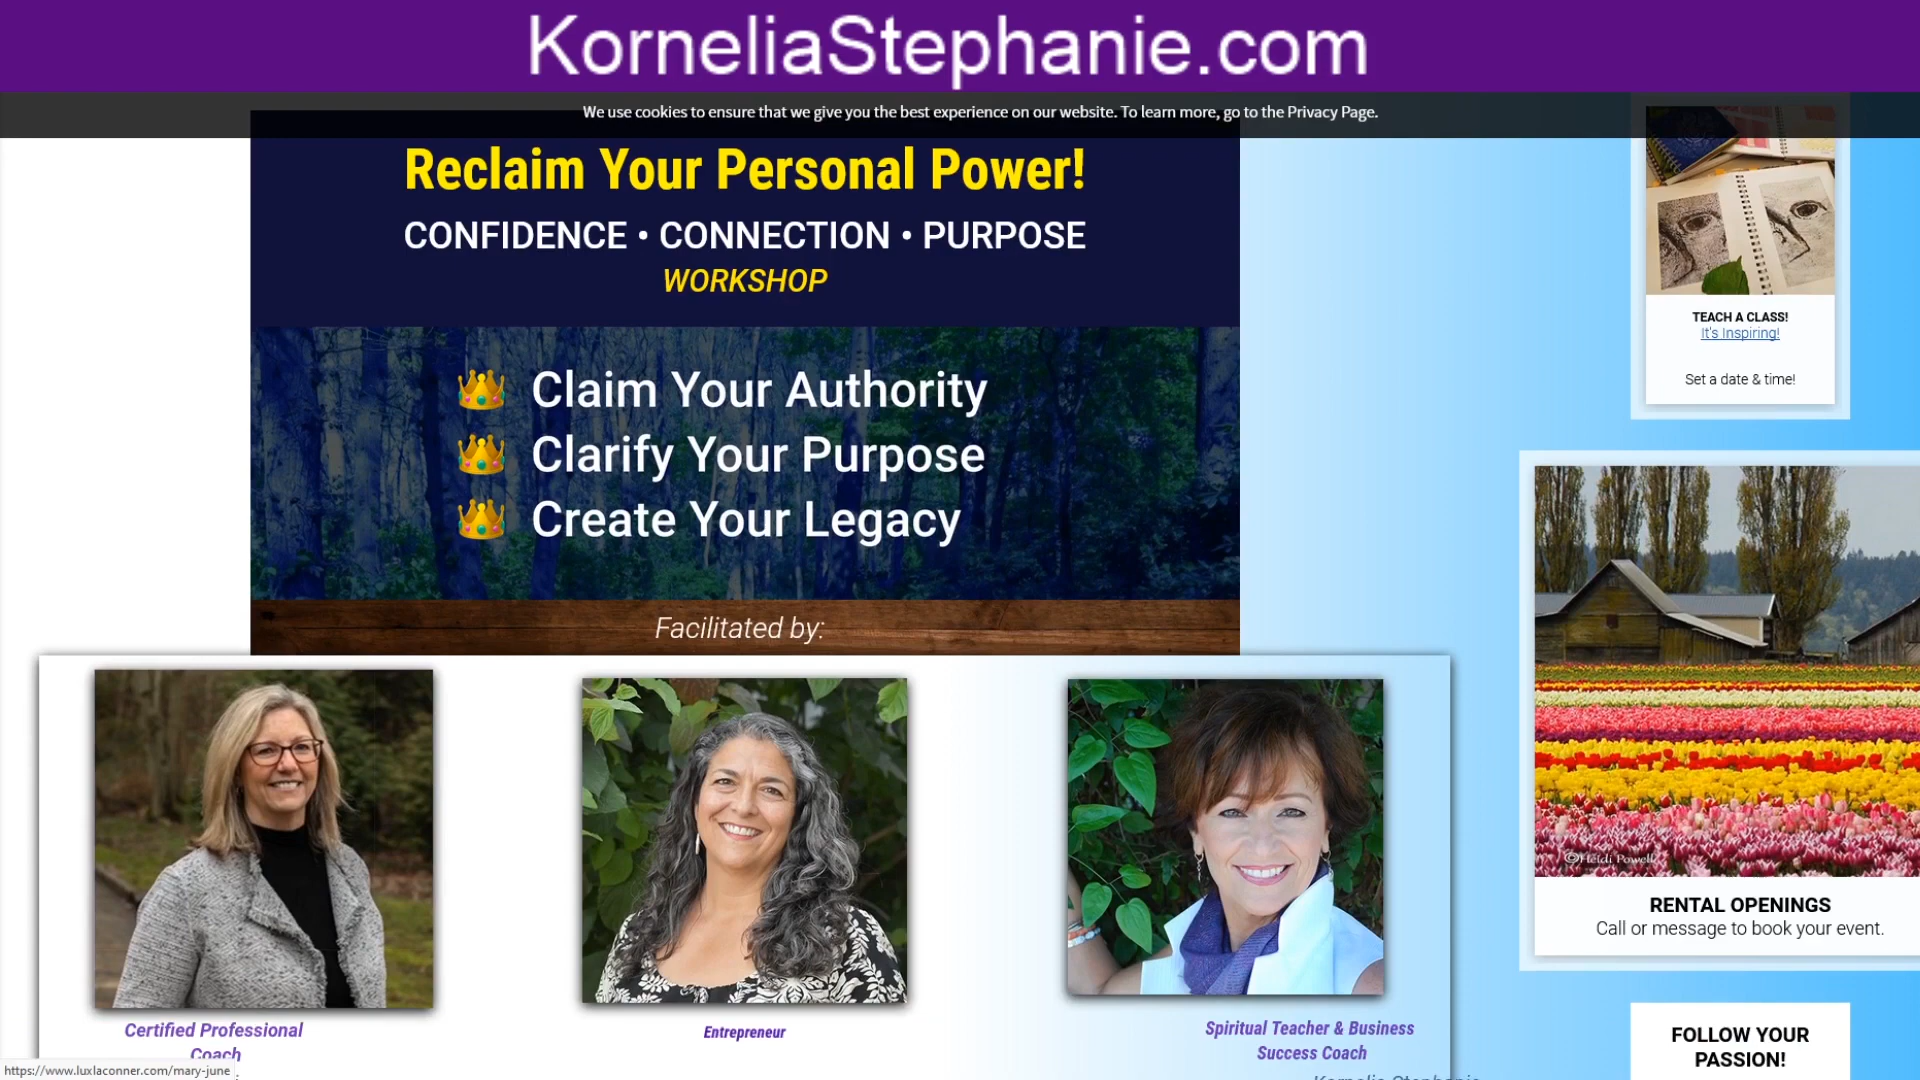 KorneliaStephanie.com
We use cookies to ensure that we give you the best experience on our website. To learn more, go to the Privacy Page.
Reclaim Your Personal Power!
CONFIDENCE • CONNECTION • PURPOSE
WORKSHOP
Claim Your Authority
Clarify Your Purpose
Create Your Legacy
Facilitated by:
Certified Professional
Coach
Entrepreneur
Spiritual Teacher & Business
Success Coach
Kornelia Stephanie
TEACH A CLASS!
It's Inspiring!
Set a date & time!
©Heidi Powell
RENTAL OPENINGS
Call or message to book your event.
FOLLOW YOUR
PASSION!
https://www.luxlaconner.com/mary-june